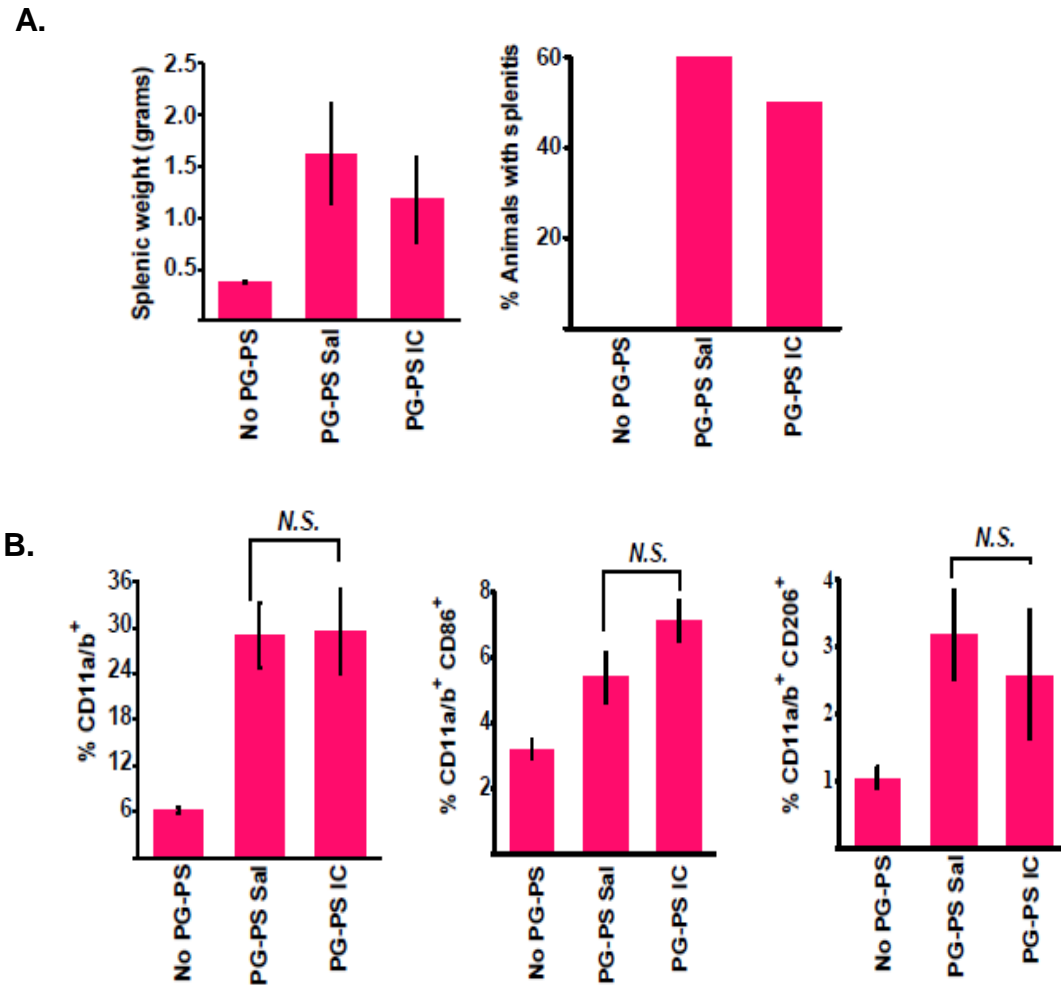 A.
Splenic weight (grams)
2.5
2.0
1.5
1.0
0.5
No PG-PS
PG-PS Sal
PG-PS IC
% Animals with splenitis
60
40
20
No PG-PS
PG-PS Sal
PG-PS IC
B.
N.S.
% CD11a/b⁺
36
30
24
18
12
6
No PG-PS
PG-PS Sal
PG-PS IC
N.S.
% CD11a/b⁺ CD86⁺
8
6
4
2
No PG-PS
PG-PS Sal
PG-PS IC
N.S.
% CD11a/b⁺ CD206⁺
4
3
2
1
No PG-PS
PG-PS Sal
PG-PS IC